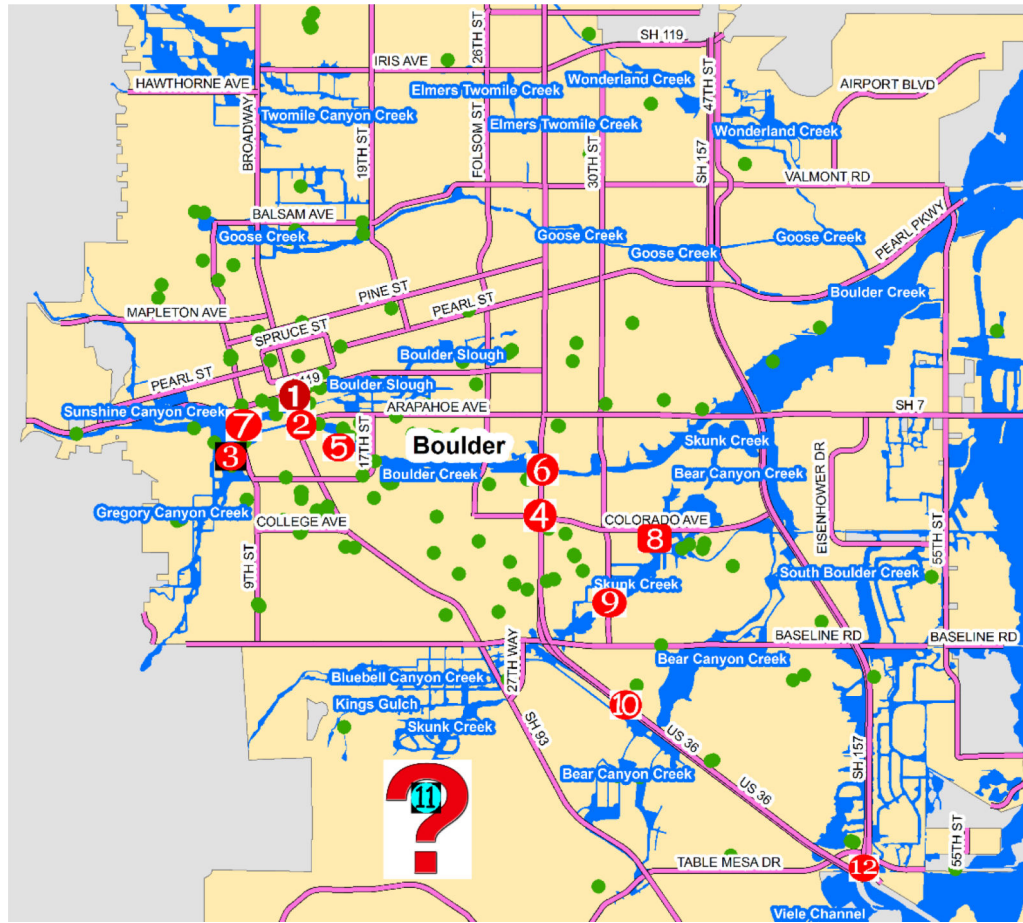 SH 119
IRIS AVE
26TH ST
HAWTHORNE AVE
Wonderland Creek
47TH ST
AIRPORT BLVD
Elmers Twomile Creek
Twomile Canyon Creek
BROADWAY
19TH ST
FOLSOM ST
Elmers Twomile Creek
30TH ST
SH 157
Wonderland Creek
VALMONT RD
BALSAM AVE
Goose Creek
Goose Creek
Goose Creek
Goose Creek
PEARL PKWY
PINE ST
PEARL ST
Boulder Creek
MAPLETON AVE
SPRUCE ST
Boulder Slough
PEARL ST
119
Boulder Slough
1
Sunshine Canyon Creek
7
2
ARAPAHOE AVE
SH 7
3
5
17TH ST
Boulder
Skunk Creek
Boulder Creek
6
Bear Canyon Creek
EISENHOWER DR
Gregory Canyon Creek
COLLEGE AVE
4
COLORADO AVE
8
55TH ST
9TH ST
Skunk Creek
South Boulder Creek
9
BASELINE RD
BASELINE RD
27TH WAY
Bear Canyon Creek
Bluebell Canyon Creek
Kings Gulch
10
Skunk Creek
SH 93
US 36
SH 157
Bear Canyon Creek
US 36
?
11
TABLE MESA DR
12
55TH ST
Viele Channel